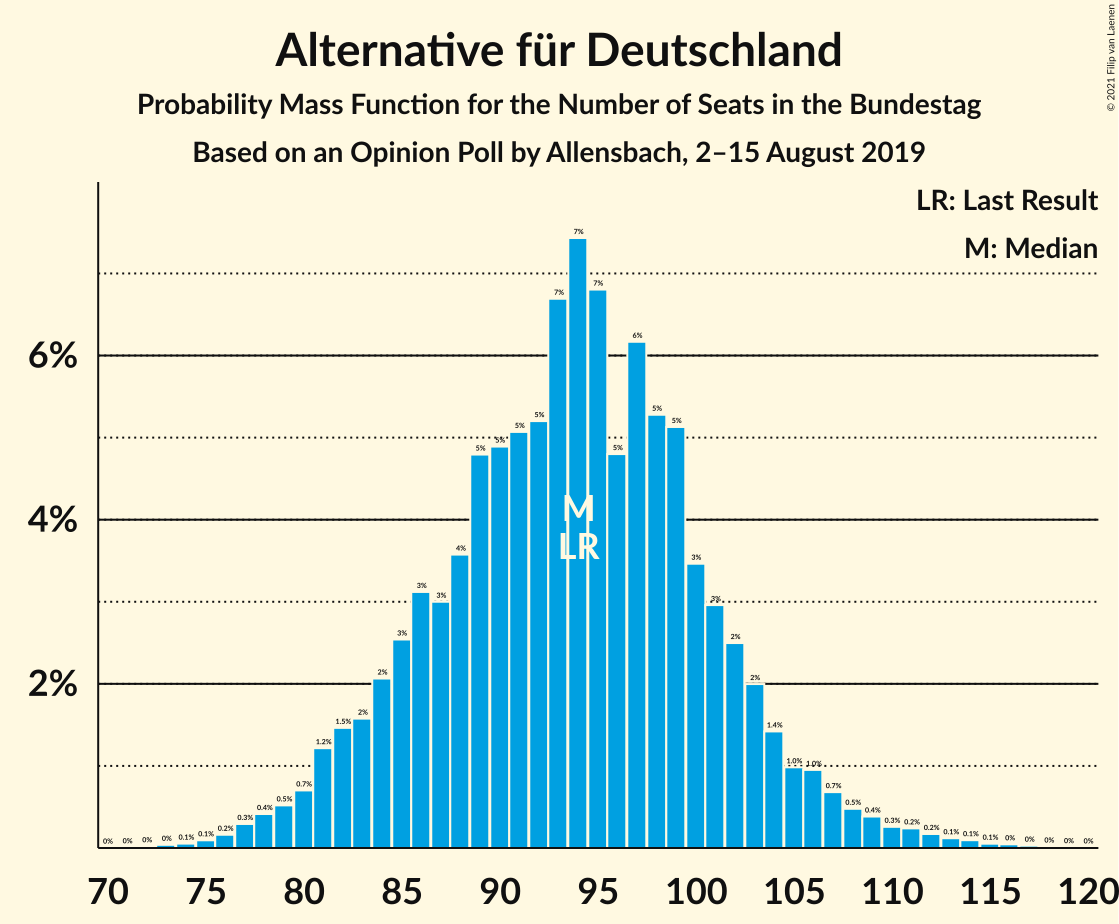 Alternative für Deutschland
Probability Mass Function for the Number of Seats in the Bundestag
Based on an Opinion Poll by Allensbach, 2–15 August 2019
© 2021 Filip van Laenen
LR: Last Result
M: Median
6%
4%
2%
0% 0% 0% 0% 0.1% 0.1% 0.2% 0.3% 0.4% 0.5% 0.7% 1.2% 1.5% 2% 2% 3% 3% 3% 4% 5% 5% 5% 5% 7% 7% 7% 5% 6% 5% 5% 3% 3% 2% 2% 1.4% 1.0% 1.0% 0.7% 0.5% 0.4% 0.3% 0.2% 0.2% 0.1% 0.1% 0.1% 0% 0% 0% 0% 0%
M
LR
70 75 80 85 90 95 100 105 110 115 120